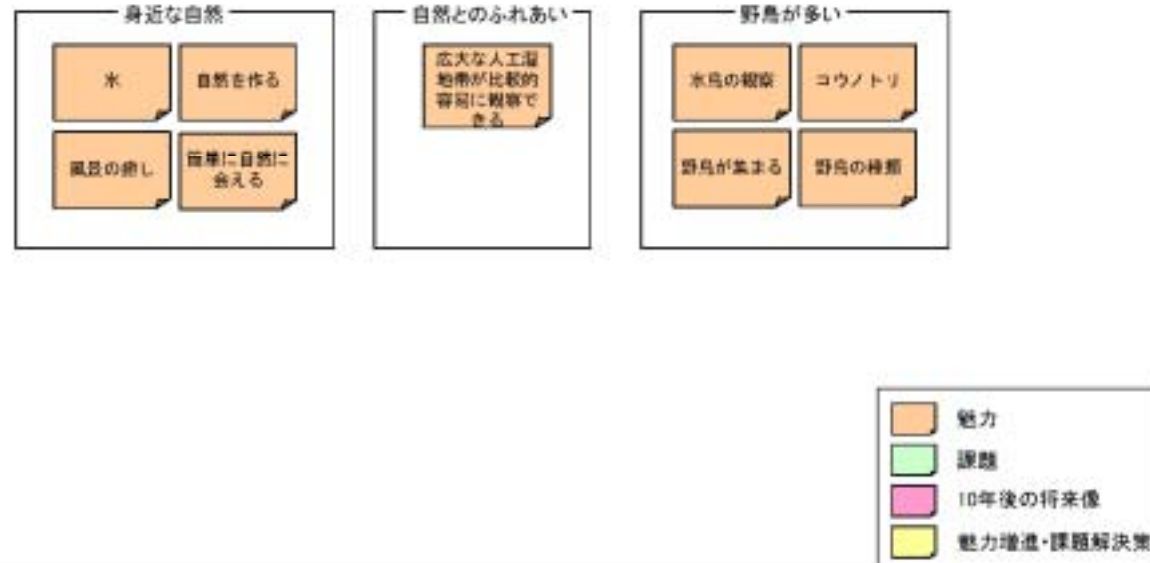 身近な自然
自然とのふれあい
野鳥が多い
水
自然を作る
広大な人工湿
地帯が比較的
容易に観察で
きる
水鳥の観察
コウノトリ
風景の癒し
簡単に自然に
会える
野鳥が集まる
野鳥の種類
魅力
課題
10年後の将来像
魅力増進・課題解決策